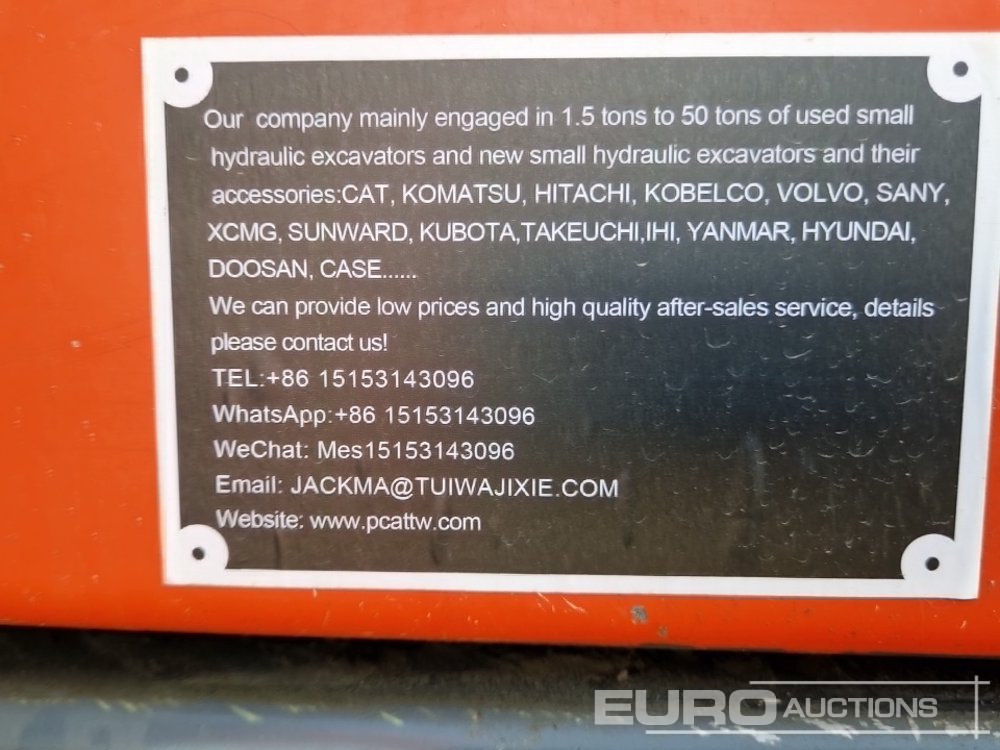 Our company mainly engaged in 1.5 tons to 50 tons of used small
hydraulic excavators and new small hydraulic excavators and their
accessories:CAT, KOMATSU, HITACHI, KOBELCO, VOLVO, SANY,
XCMG, SUNWARD, KUBOTA,TAKEUCHI,IHI, YANMAR, HYUNDAI,
DOOSAN, CASE......
We can provide low prices and high quality after-sales service, details
please contact us!
TEL:+86 15153143096
WhatsApp:+86 15153143096
WeChat: Mes15153143096
Email: JACKMA@TUIWAJIXIE.COM
Website: www.pcattw.com
EURO AUCTIONS